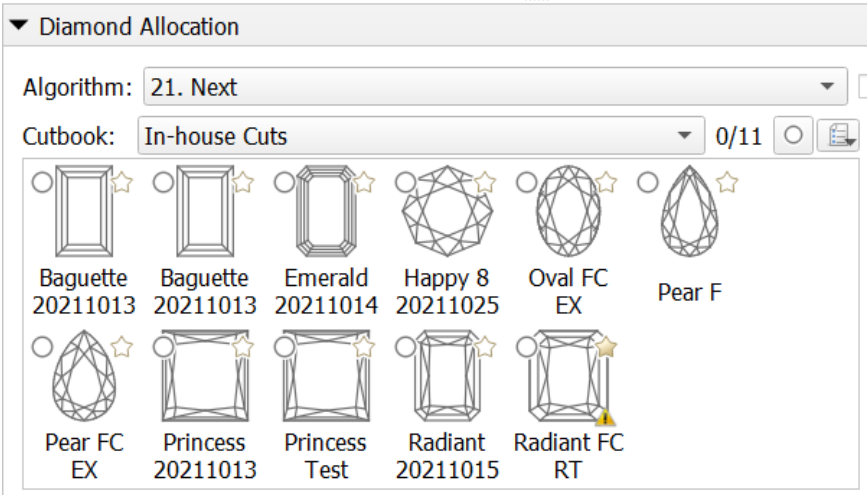 Diamond Allocation
Algorithm: 21. Next
Cutbook: In-house Cuts 0/11
Baguette 20211013
Baguette 20211013
Emerald 20211014
Happy 8 20211025
Oval FC EX
Pear F
Pear FC EX
Princess 20211013
Princess Test
Radiant 20211015
Radiant FC RT